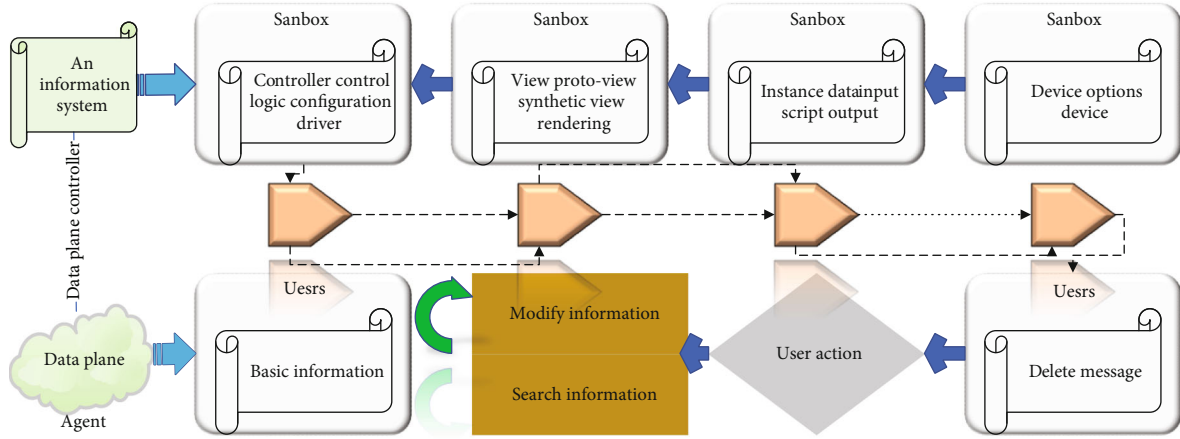 Sanbox
Sanbox
Sanbox
Sanbox
An
information
system
Controller control
logic configuration
driver
View proto-view
synthetic view
rendering
Instance datainput
script output
Device options
device
Data plane controller
Uesrs
Uesrs
Modify information
Data plane
Basic information
User action
Delete message
Search information
Agent